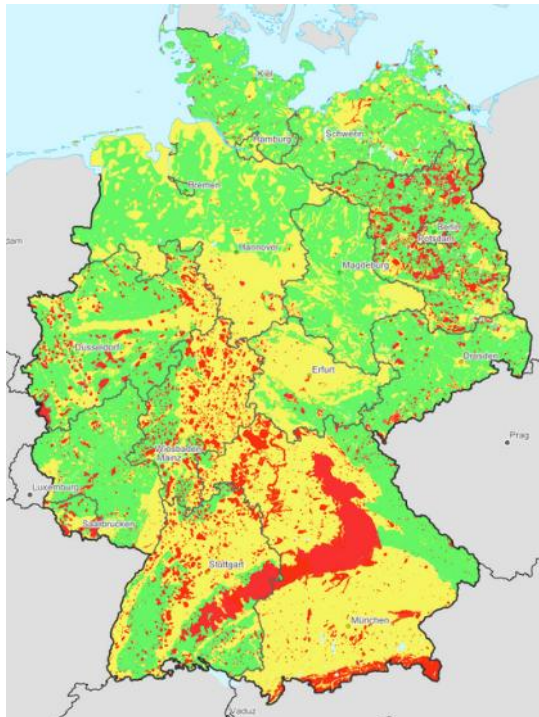 Kiel
Schwerin
Hamburg
Bremen
Berlin
Potsdam
dam
Hannover
Magdeburg
Düsseldorf
Erfurt
Dresden
Wiesbaden
Mainz
Prag
Luxemburg
Saarbrücken
Stuttgart
München
Vaduz